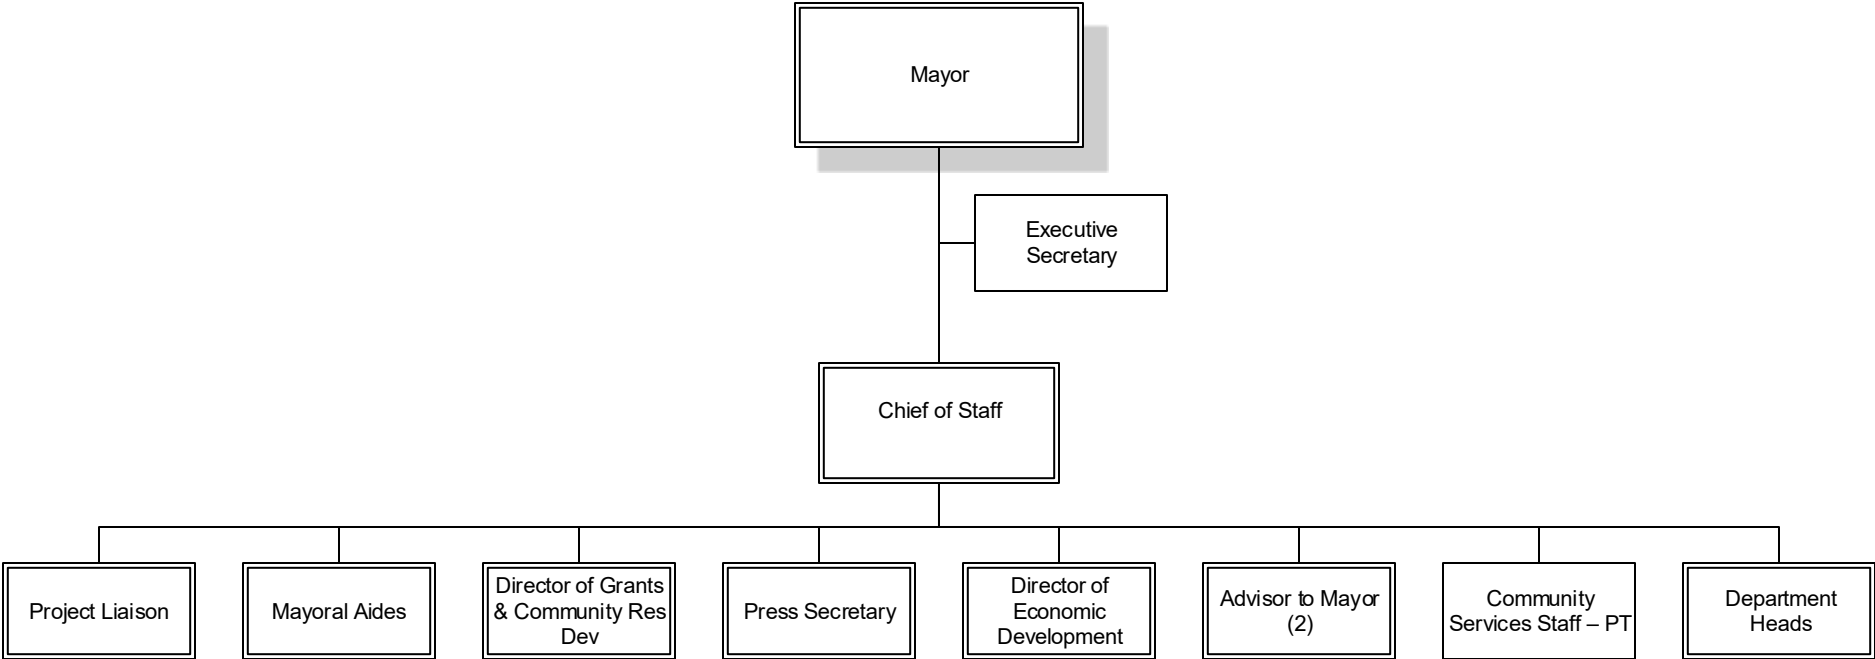 Mayor
Executive
Secretary
Chief of Staff
Project Liaison
Mayoral Aides
Director of Grants
& Community Res
Dev
Press Secretary
Director of
Economic
Development
Advisor to Mayor
(2)
Community
Services Staff – PT
Department
Heads